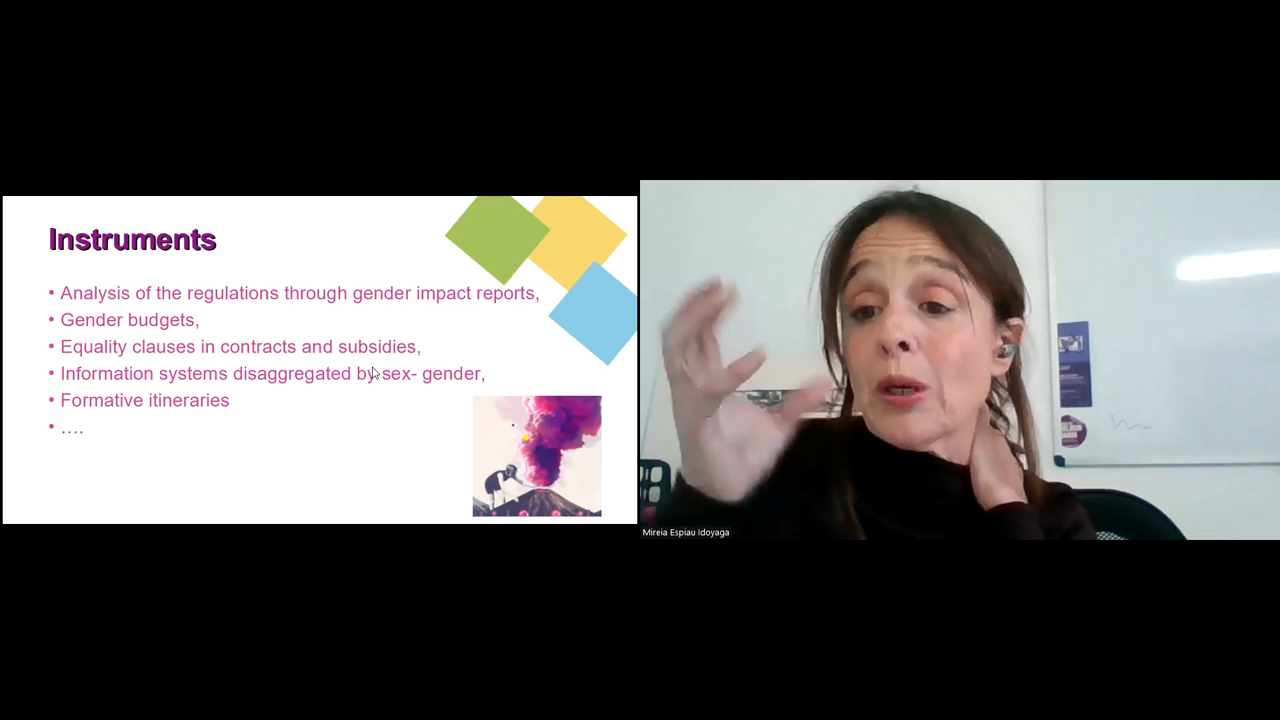 Instruments
• Analysis of the regulations through gender impact reports,
• Gender budgets,
• Equality clauses in contracts and subsidies,
• Information systems disaggregated by sex- gender,
• Formative itineraries
• ....
Mireia Espiau Idoyaga